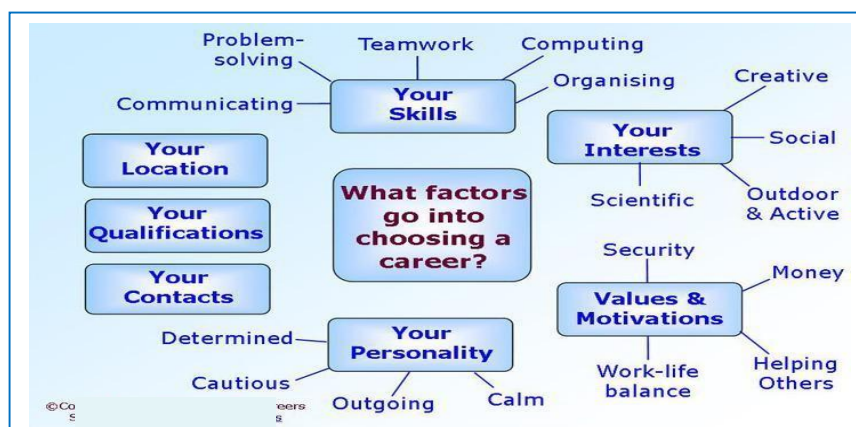 Problem-
solving
Teamwork
Computing
Communicating
Your
Skills
Organising
Creative
Your
Interests
Social
Scientific
Outdoor
& Active
Your
Location
Your
Qualifications
Your
Contacts
What factors
go into
choosing a
career?
Security
Money
Values &
Motivations
Work-life
balance
Helping
Others
Determined
Your
Personality
Cautious
Outgoing
Calm